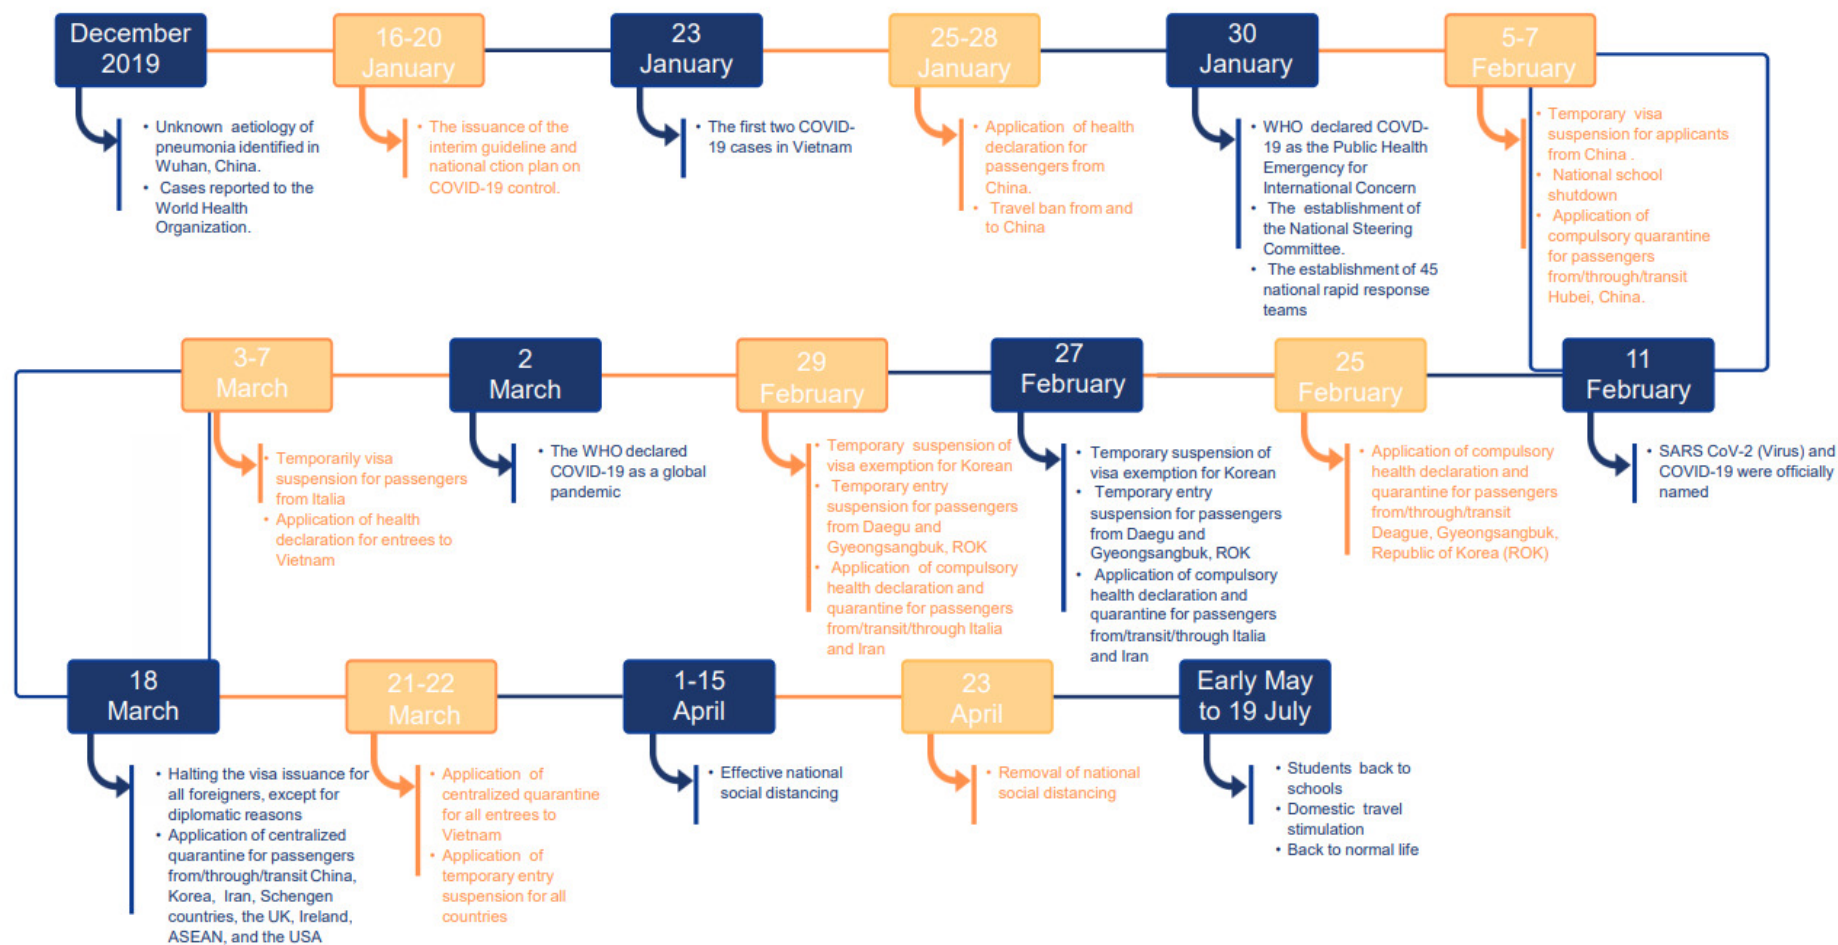 December
2019
• Unknown aetiology of
pneumonia identified in
Wuhan, China.
• Cases reported to the
World Health
Organization.
16-20
January
• The issuance of the
interim guideline and
national ction plan on
COVID-19 control.
23
January
• The first two COVID-
19 cases in Vietnam
25-28
January
• Application of health
declaration for
passengers from
China.
• Travel ban from and
to China
30
January
• WHO declared COVD-
19 as the Public Health
Emergency for
International Concern
• The establishment of
the National Steering
Committee.
• The establishment of 45
national rapid response
teams
5-7
February
• Temporary visa
suspension for applicants
from China .
• National school
shutdown
• Application of
compulsory quarantine
for passengers
from/through/transit
Hubei, China.
3-7
March
• Temporarily visa
suspension for passengers
from Italia
• Application of health
declaration for entrees to
Vietnam
2
March
• The WHO declared
COVID-19 as a global
pandemic
29
February
• Temporary suspension of
visa exemption for Korean
• Temporary entry
suspension for passengers
from Daegu and
Gyeongsangbuk, ROK
• Application of compulsory
health declaration and
quarantine for passengers
from/transit/through Italia
and Iran
27
February
• Temporary suspension of
visa exemption for Korean
• Temporary entry
suspension for passengers
from Daegu and
Gyeongsangbuk, ROK
• Application of compulsory
health declaration and
quarantine for passengers
from/transit/through Italia
and Iran
25
February
• Application of compulsory
health declaration and
quarantine for passengers
from/through/transit
Deague, Gyeongsangbuk,
Republic of Korea (ROK)
11
February
• SARS CoV-2 (Virus) and
COVID-19 were officially
named
18
March
• Halting the visa issuance for
all foreigners, except for
diplomatic reasons
• Application of centralized
quarantine for passengers
from/through/transit China,
Korea, Iran, Schengen
countries, the UK, Ireland,
ASEAN, and the USA
21-22
March
• Application of
centralized quarantine
for all entrees to
Vietnam
• Application of
temporary entry
suspension for all
countries
1-15
April
• Effective national
social distancing
23
April
• Removal of national
social distancing
Early May
to 19 July
• Students back to
schools
• Domestic travel
stimulation
• Back to normal life